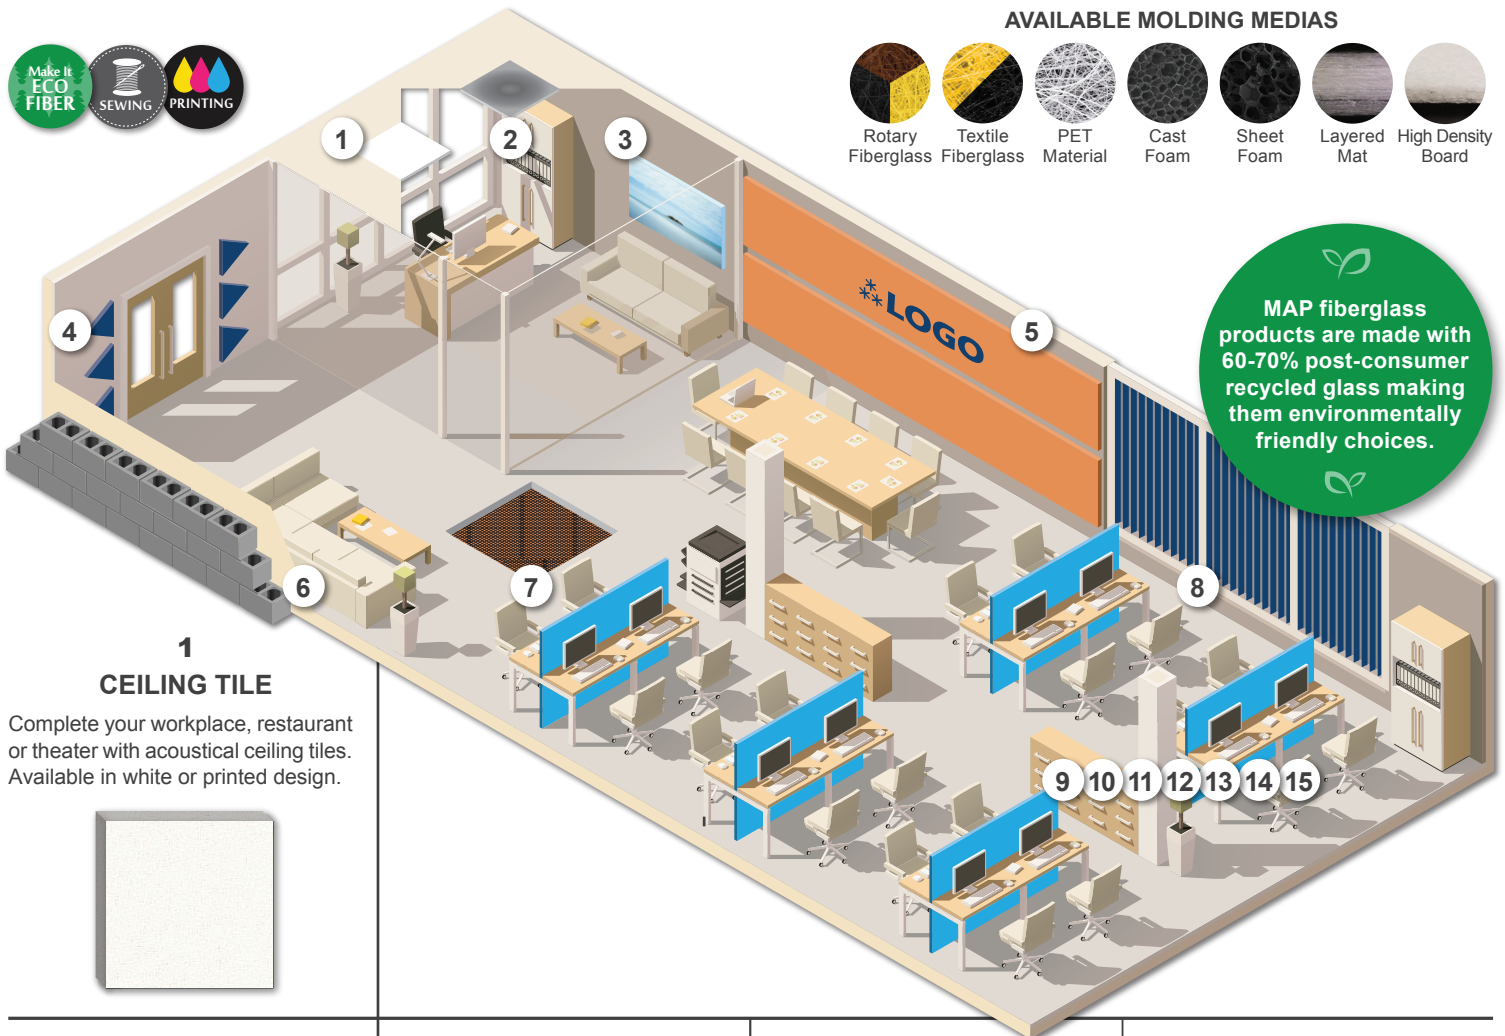 Make It
ECO
FIBER
SEWING
PRINTING
AVAILABLE MOLDING MEDIAS
Rotary
Fiberglass
Textile
Fiberglass
PET
Material
Cast
Foam
Sheet
Foam
Layered
Mat
High Density
Board
1
2
3
4
LOGO
5
MAP fiberglass
products are made with
60-70% post-consumer
recycled glass making
them environmentally
friendly choices.
6
7
8
9 10 11 12 13 14 15
1
CEILING TILE
Complete your workplace, restaurant
or theater with acoustical ceiling tiles.
Available in white or printed design.